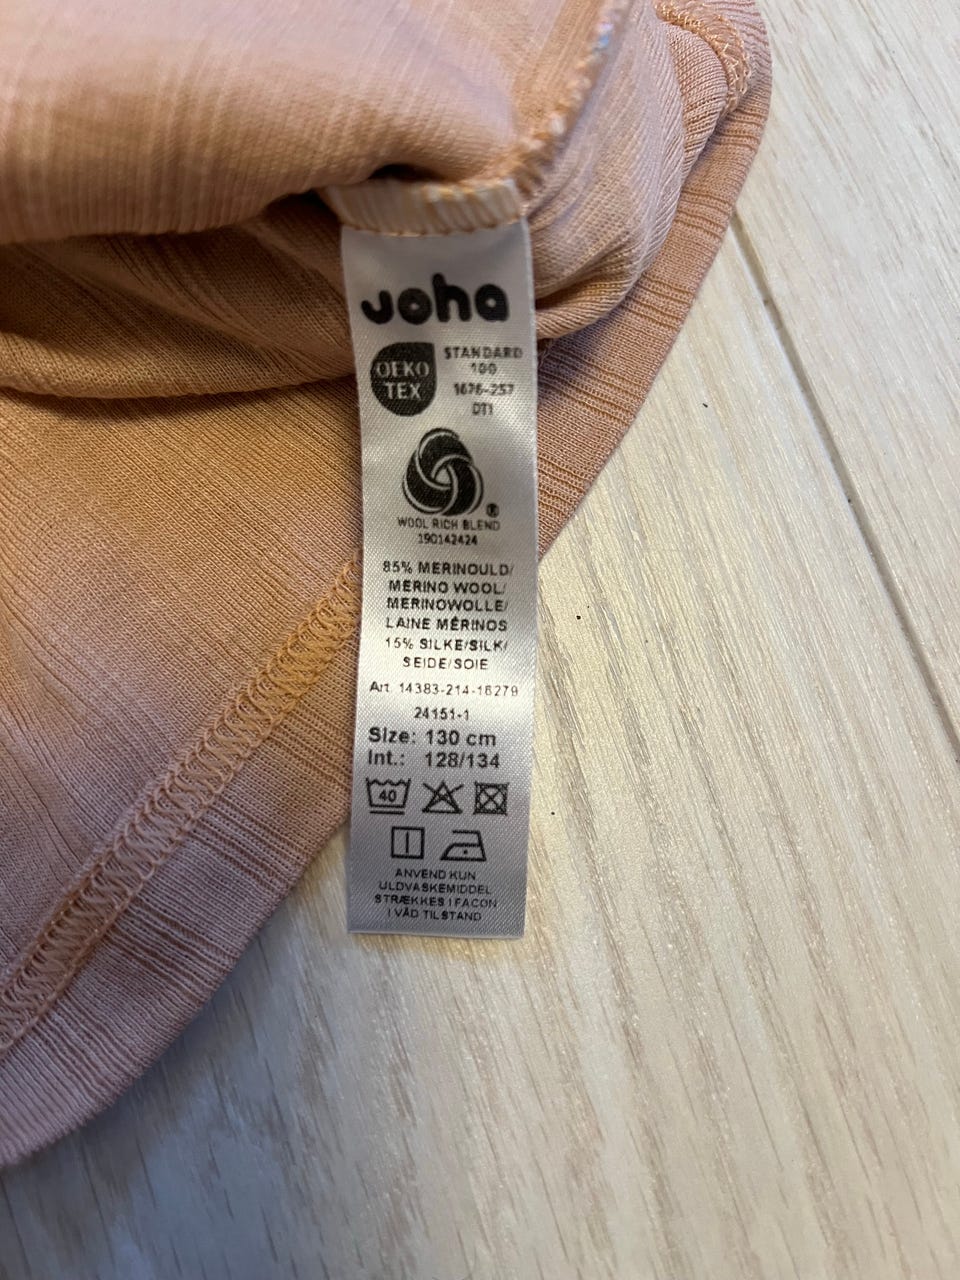 joha
OEKO
TEX
STANDARD
100
1676-257
DTI
WOOL RICH BLEND
190142424
85% MERINOULD/
MERINO WOOL/
MERINOWOLLE/
LAINE MÉRINOS
15% SILKE/SILK/
SEIDE/SOIE
Art. 14383-214-16279
24151-1
Size: 130 cm
Int.: 128/134
40
ANVEND KUN
ULDVASKEMIDDEL
STRÆKKES I FACON
I VÅD TILSTAND